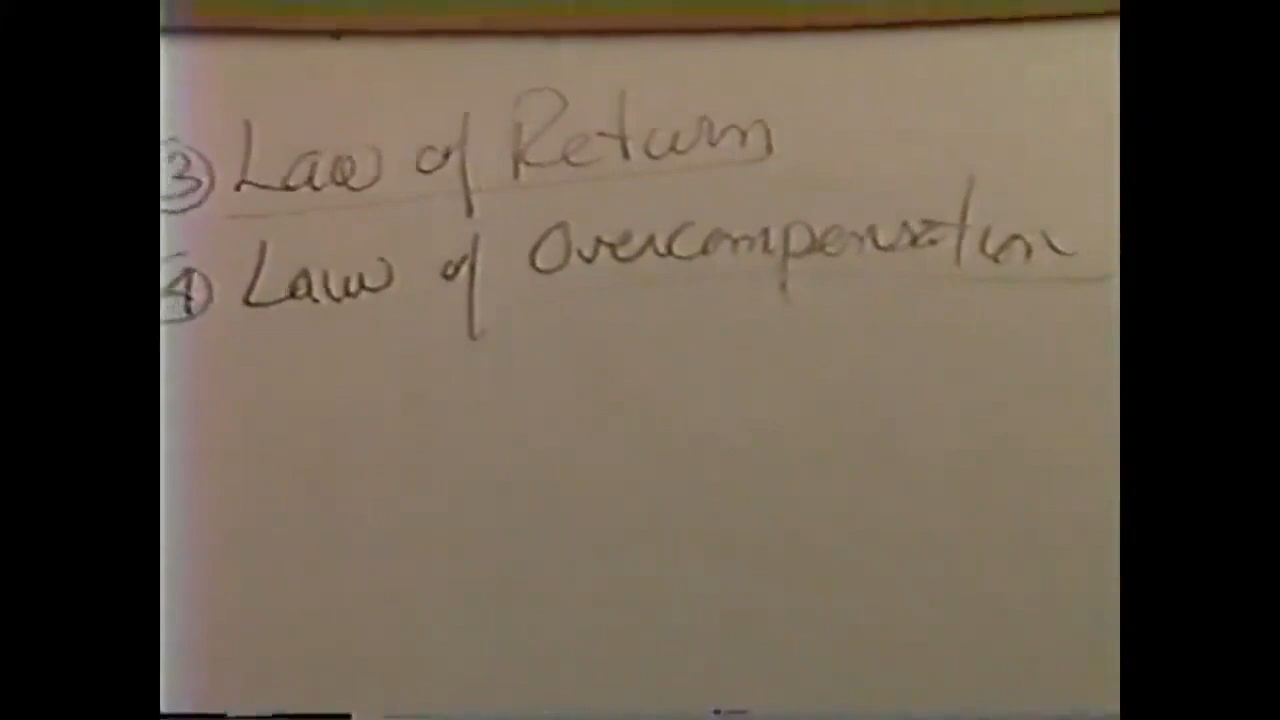 ③ Law of Return
④ Law of Overcompensation